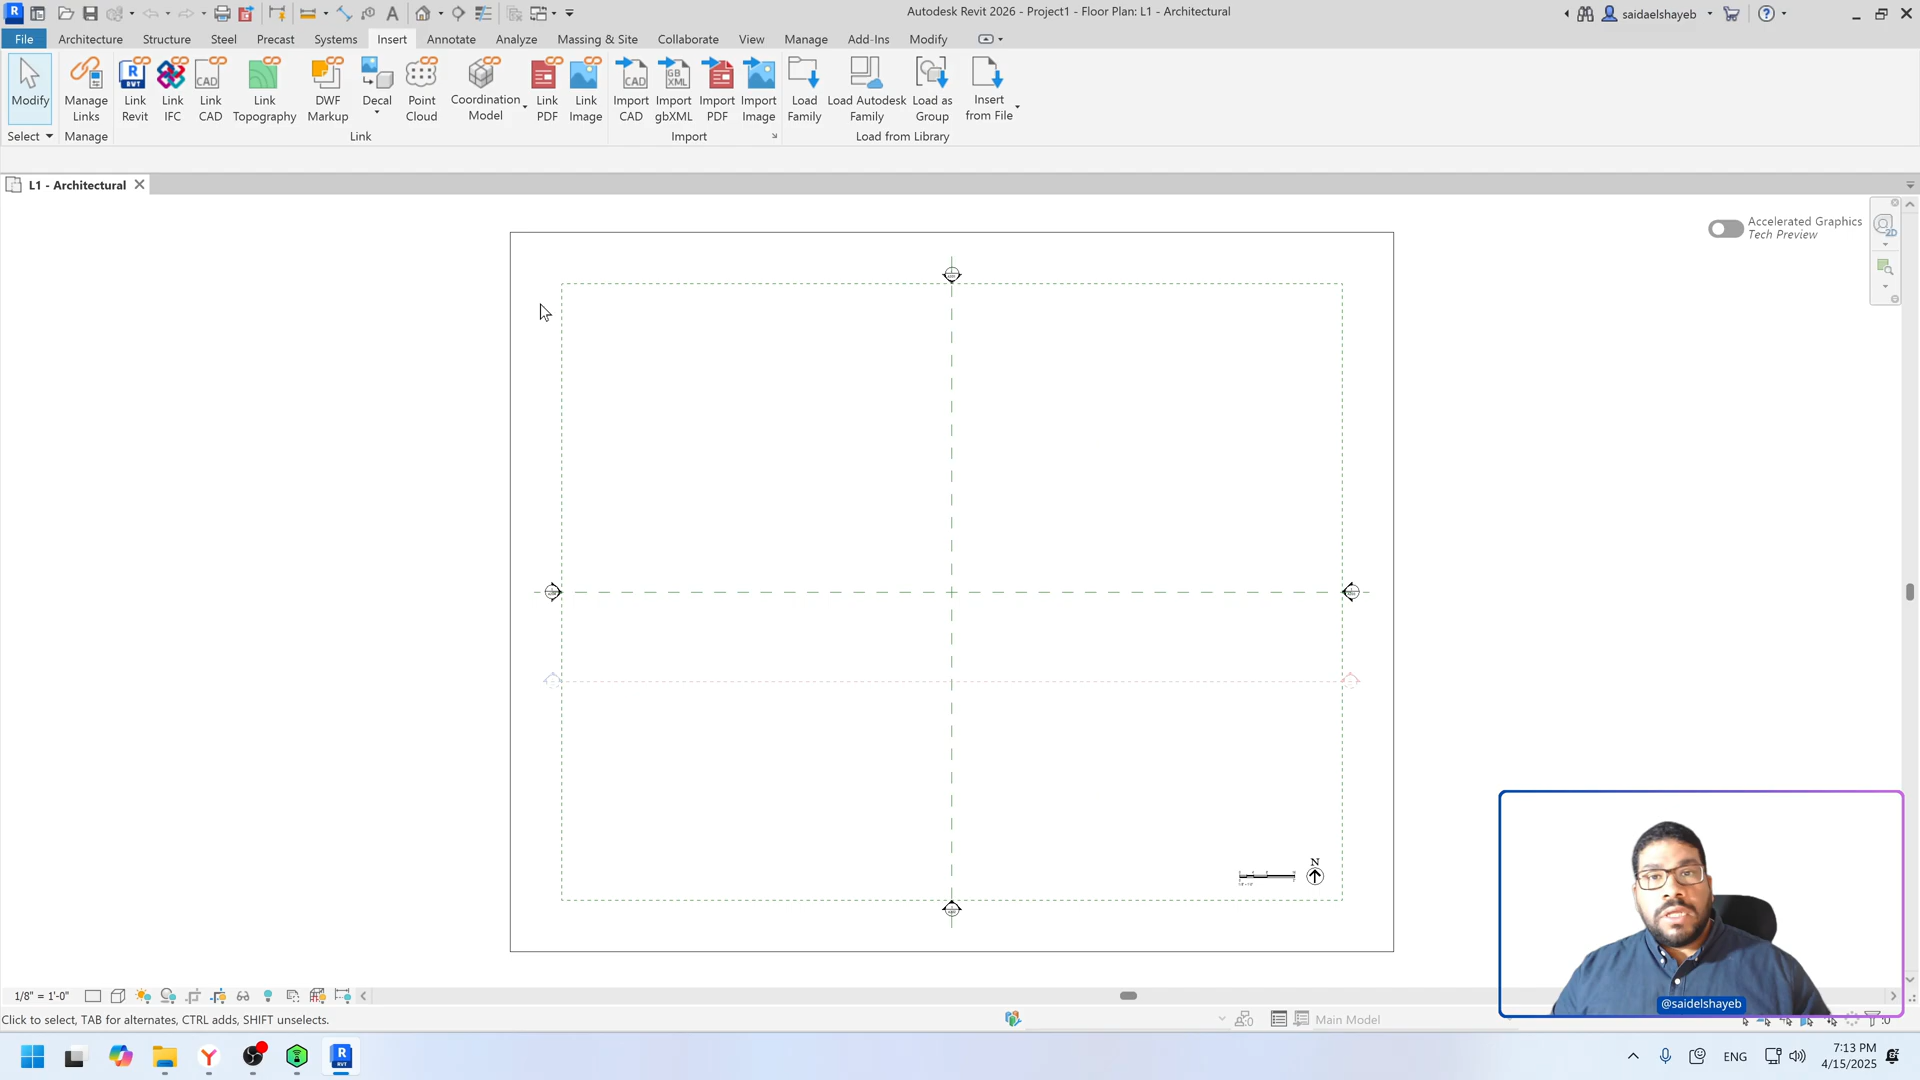 Autodesk Revit 2026 - Project1 - Floor Plan: L1 - Architectural
saidaelshayeb
File Architecture Structure Steel Precast Systems Insert Annotate Analyze Massing & Site Collaborate View Manage Add-Ins Modify
Modify
Manage Links
Link Revit
Link IFC
Link CAD
Link Topography
DWF Markup
Decal
Point Cloud
Coordination Model
Link PDF
Link Image
Import CAD
Import gbXML
Import PDF
Import Image
Load Family
Load Autodesk Family
Load as Group
Insert from File
Select Manage Link Import Load from Library
L1 - Architectural
Accelerated Graphics
Tech Preview
2D
N
@saidelshayeb
1/8" = 1'-0"
Click to select, TAB for alternates, CTRL adds, SHIFT unselects.
Main Model
:0
ENG
7:13 PM
4/15/2025